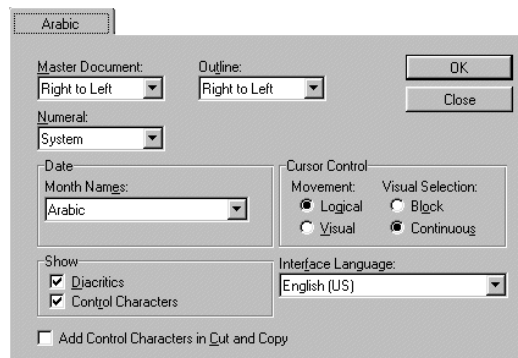 Arabic
Master Document: Outline:
Right to Left Right to Left OK
Close
Numeral:
System
Date Cursor Control
Month Names: Movement: Visual Selection:
Arabic Logical Block
Visual Continuous
Show Interface Language:
Diacritics English (US)
Control Characters
Add Control Characters in Cut and Copy